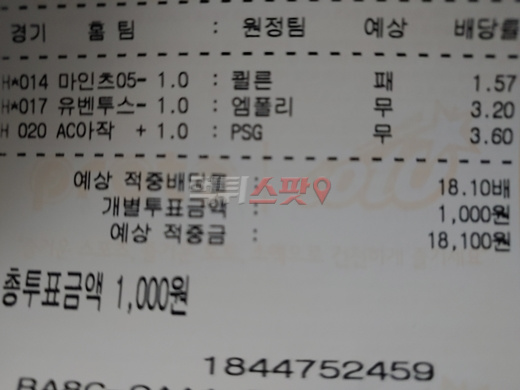 경기 홈 팀 : 원정팀 예상 배당률
H*014 마인츠05- 1.0 : 쾰른 패 1.57
H*017 유벤투스- 1.0 : 엠폴리 무 3.20
H 020 AC아작 + 1.0 : PSG 무 3.60
예상 적중배당률 : 18.10배
개별투표금액 : 1,000원
예상 적중금 : 18,100원
총투표금액 1,000원
1844752459